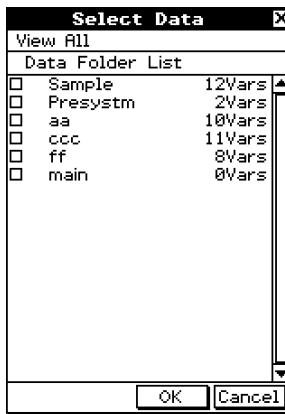 Select Data X
View All
Data Folder List
Sample 12Vars
Presystm 2Vars
aa 10Vars
ccc 11Vars
ff 8Vars
main 0Vars
OK Cancel